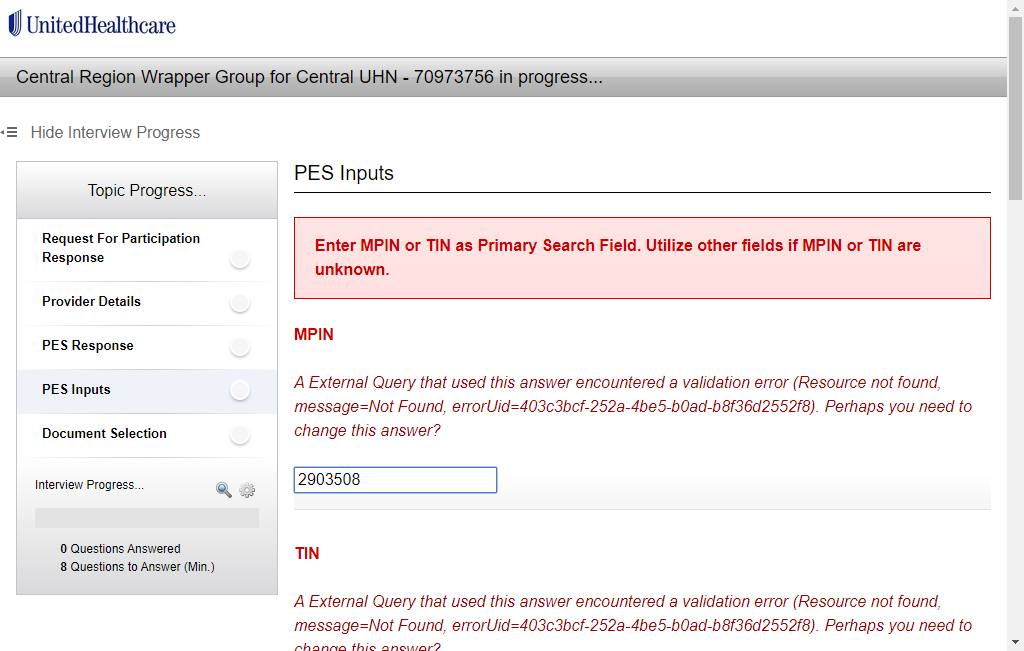 UnitedHealthcare
Central Region Wrapper Group for Central UHN - 70973756 in progress...
Hide Interview Progress
Topic Progress...
Request For Participation
Response
Provider Details
PES Response
PES Inputs
Document Selection
Interview Progress...
0 Questions Answered
8 Questions to Answer (Min.)
PES Inputs
Enter MPIN or TIN as Primary Search Field. Utilize other fields if MPIN or TIN are
unknown.
MPIN
A External Query that used this answer encountered a validation error (Resource not found,
message=Not Found, errorUid=403c3bcf-252a-4be5-b0ad-b8f36d2552f8). Perhaps you need to
change this answer?
2903508
TIN
A External Query that used this answer encountered a validation error (Resource not found,
message=Not Found, errorUid=403c3bcf-252a-4be5-b0ad-b8f36d2552f8). Perhaps you need to
change this answer?